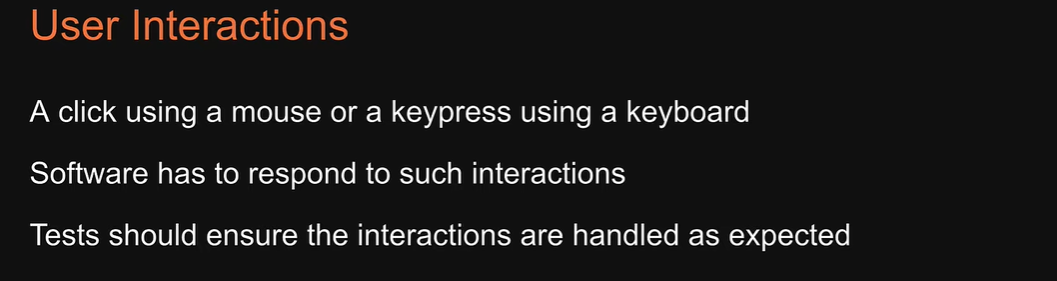 User Interactions
A click using a mouse or a keypress using a keyboard
Software has to respond to such interactions
Tests should ensure the interactions are handled as expected